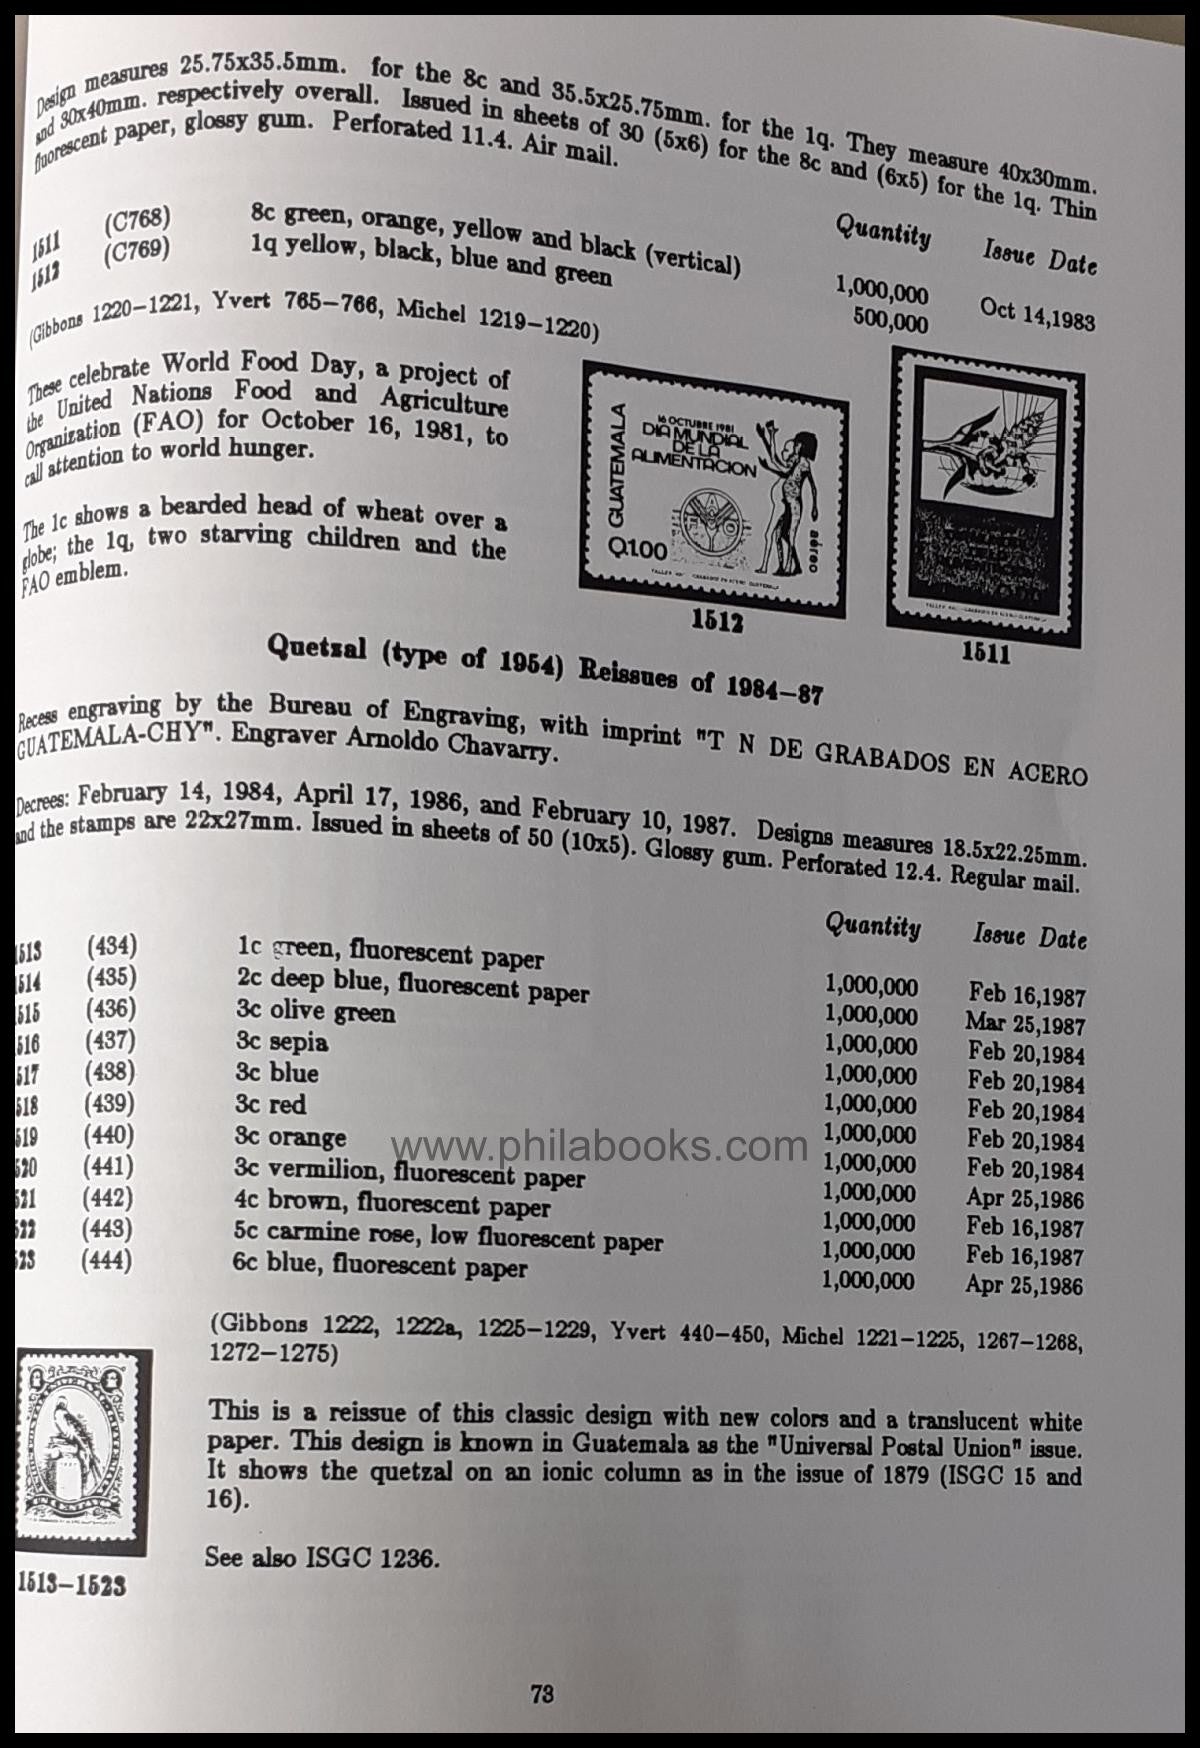 Design measures 25.75x35.5mm. for the 8c and 35.5x25.75mm. for the 1q. They measure 40x30mm.
and 30x40mm. respectively overall. Issued in sheets of 30 (5x6) for the 8c and (6x5) for the 1q. Thin
fluorescent paper, glossy gum. Perforated 11.4. Air mail.
Quantity Issue Date
1511 (C768) 8c green, orange, yellow and black (vertical) 1,000,000 Oct 14,1983
1512 (C769) 1q yellow, black, blue and green 500,000
(Gibbons 1220-1221, Yvert 765-766, Michel 1219-1220)
These celebrate World Food Day, a project of
the United Nations Food and Agriculture
Organization (FAO) for October 16, 1981, to
call attention to world hunger.
The 1c shows a bearded head of wheat over a
globe; the 1q, two starving children and the
FAO emblem.
GUATEMALA
16 OCTUBRE 1981
DIA MUNDIAL
DE LA
ALIMENTACION
Q1.00
aéreo
1512
1511
Quetzal (type of 1954) Reissues of 1984-87
Recess engraving by the Bureau of Engraving, with imprint "T N DE GRABADOS EN ACERO
GUATEMALA-CHY". Engraver Arnoldo Chavarry.
Decrees: February 14, 1984, April 17, 1986, and February 10, 1987. Designs measures 18.5x22.25mm.
and the stamps are 22x27mm. Issued in sheets of 50 (10x5). Glossy gum. Perforated 12.4. Regular mail.
Quantity Issue Date
1513 (434) 1c green, fluorescent paper 1,000,000 Feb 16,1987
1514 (435) 2c deep blue, fluorescent paper 1,000,000 Mar 25,1987
515 (436) 3c olive green 1,000,000 Feb 20,1984
516 (437) 3c sepia 1,000,000 Feb 20,1984
517 (438) 3c blue 1,000,000 Feb 20,1984
518 (439) 3c red 1,000,000 Feb 20,1984
519 (440) 3c orange 1,000,000 Feb 20,1984
520 (441) 3c vermilion, fluorescent paper 1,000,000 Apr 25,1986
521 (442) 4c brown, fluorescent paper 1,000,000 Feb 16,1987
522 (443) 5c carmine rose, low fluorescent paper 1,000,000 Feb 16,1987
523 (444) 6c blue, fluorescent paper 1,000,000 Apr 25,1986
www.philabooks.com
(Gibbons 1222, 1222a, 1225-1229, Yvert 440-450, Michel 1221-1225, 1267-1268,
1272-1275)
This is a reissue of this classic design with new colors and a translucent white
paper. This design is known in Guatemala as the "Universal Postal Union" issue.
It shows the quetzal on an ionic column as in the issue of 1879 (ISGC 15 and
16).
See also ISGC 1236.
1513-1523
73